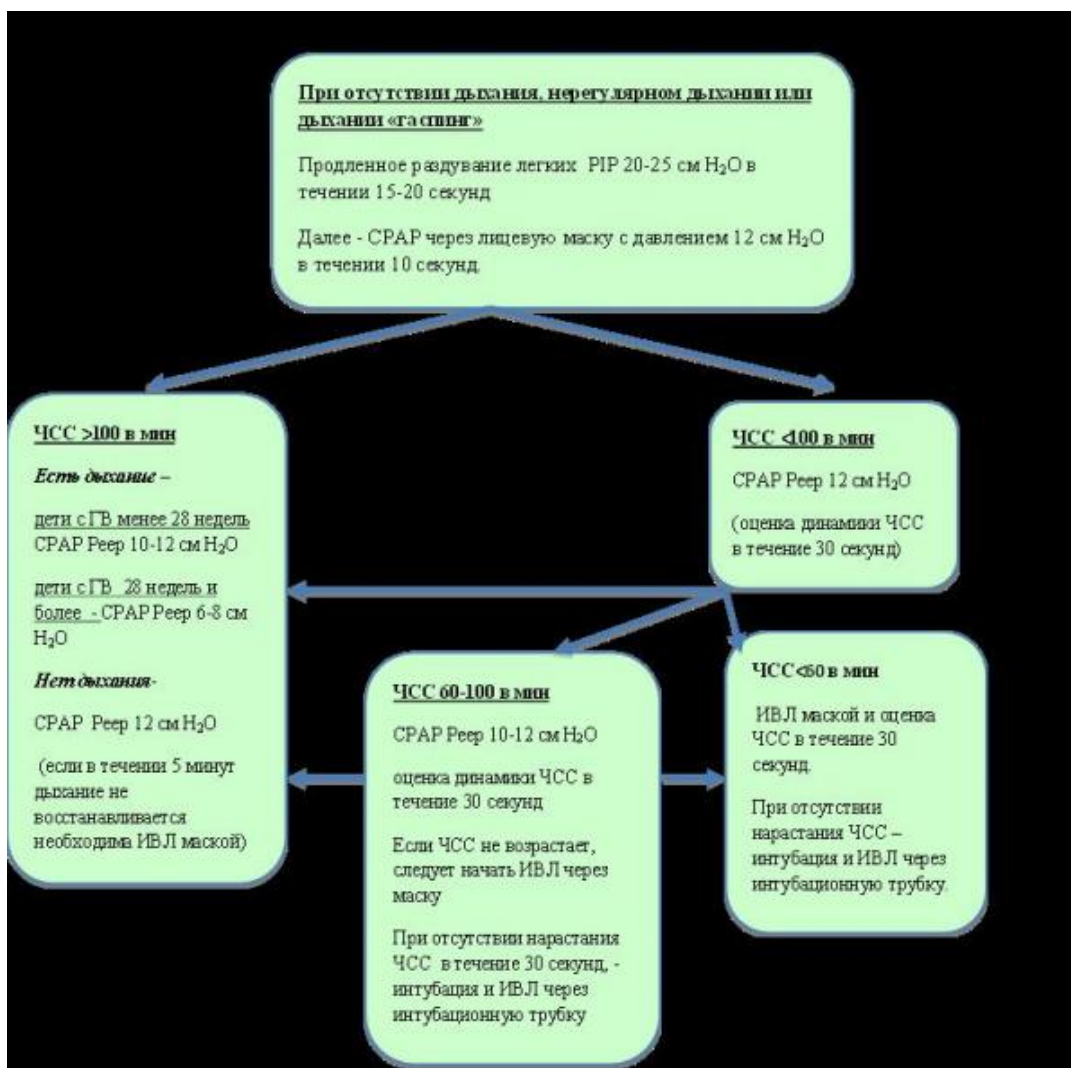 При отсутствии дыхания, нерегулярном дыхании или
дыхании «гаспинг»
Продленное раздувание легких PIP 20-25 см H₂O в
течении 15-20 секунд
Далее - CPAP через лицевую маску с давлением 12 см H₂O
в течении 10 секунд.
ЧСС >100 в мин
Есть дыхание –
дети с ГВ менее 28 недель
CPAP Peep 10-12 см H₂O
дети с ГВ 28 недель и
более - CPAP Peep 6-8 см
H₂O
Нет дыхания-
CPAP Peep 12 см H₂O
(если в течении 5 минут
дыхание не
восстанавливается
необходима ИВЛ маской)
ЧСС <100 в мин
CPAP Peep 12 см H₂O
(оценка динамики ЧСС
в течение 30 секунд)
ЧСС 60-100 в мин
CPAP Peep 10-12 см H₂O
оценка динамики ЧСС в
течение 30 секунд
Если ЧСС не возрастает,
следует начать ИВЛ через
маску
При отсутствии нарастания
ЧСС в течение 30 секунд, -
интубация и ИВЛ через
интубационную трубку
ЧСС<60 в мин
ИВЛ маской и оценка
ЧСС в течение 30
секунд.
При отсутствии
нарастания ЧСС –
интубация и ИВЛ через
интубационную трубку.